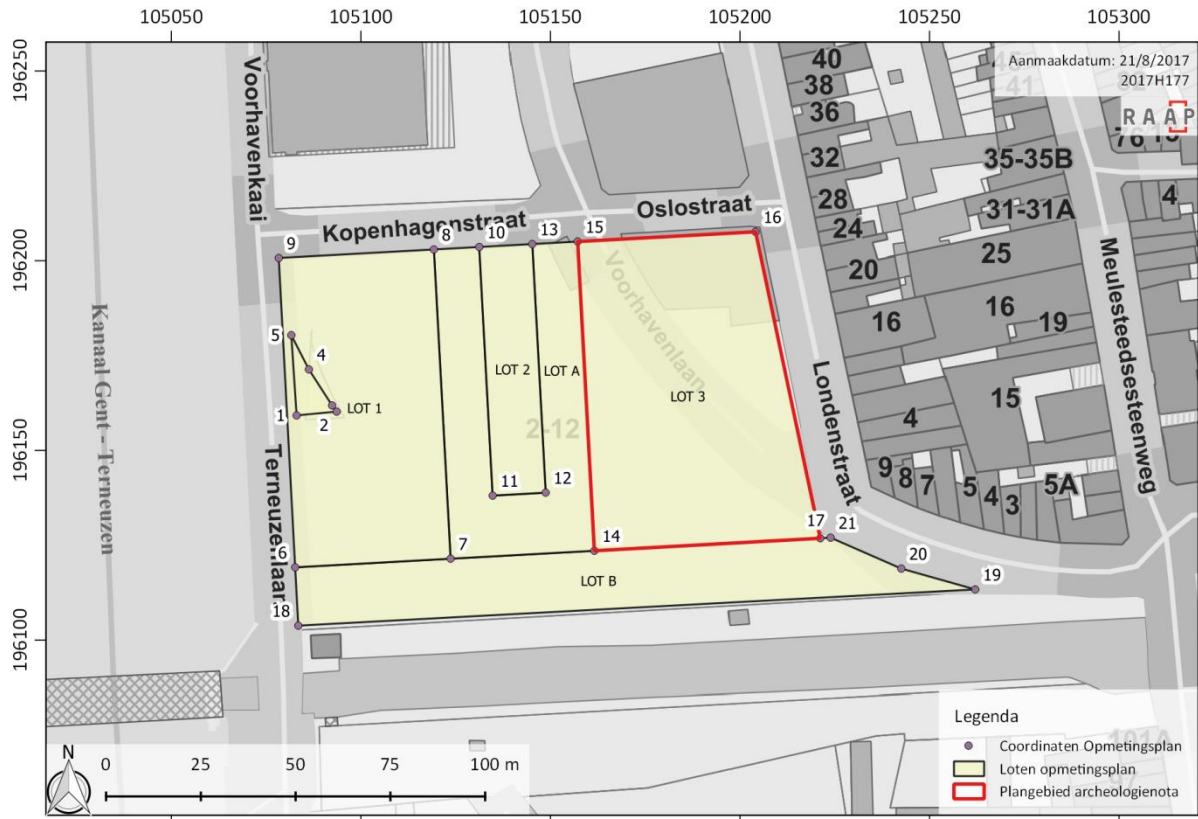 105050 105100 105150 105200 105250 105300
196250
196200
196150
196100
Aanmaakdatum: 21/8/2017
2017H177
RAAP
Voorhavenkaai
Kopenhagenstraat
Oslostraat
Voorhavenlaan
Londenstraat
Meulesteedsesteenweg
Terneuzenlaan
Kanaal Gent - Terneuzen
40
38
36
32
28
24
20
16
41
35-35B
31-31A
25
16
19
15
4
4
9
8
7
5
4
3
5A
76
2-12
101A
97
9
8
10
13
15
16
5
4
1
2
LOT 1
LOT 2
LOT A
LOT 3
11
12
6
7
14
17
21
20
19
18
LOT B
N
0 25 50 75 100 m
Legenda
Coordinaten Opmetingsplan
Loten opmetingsplan
Plangebied archeologienota